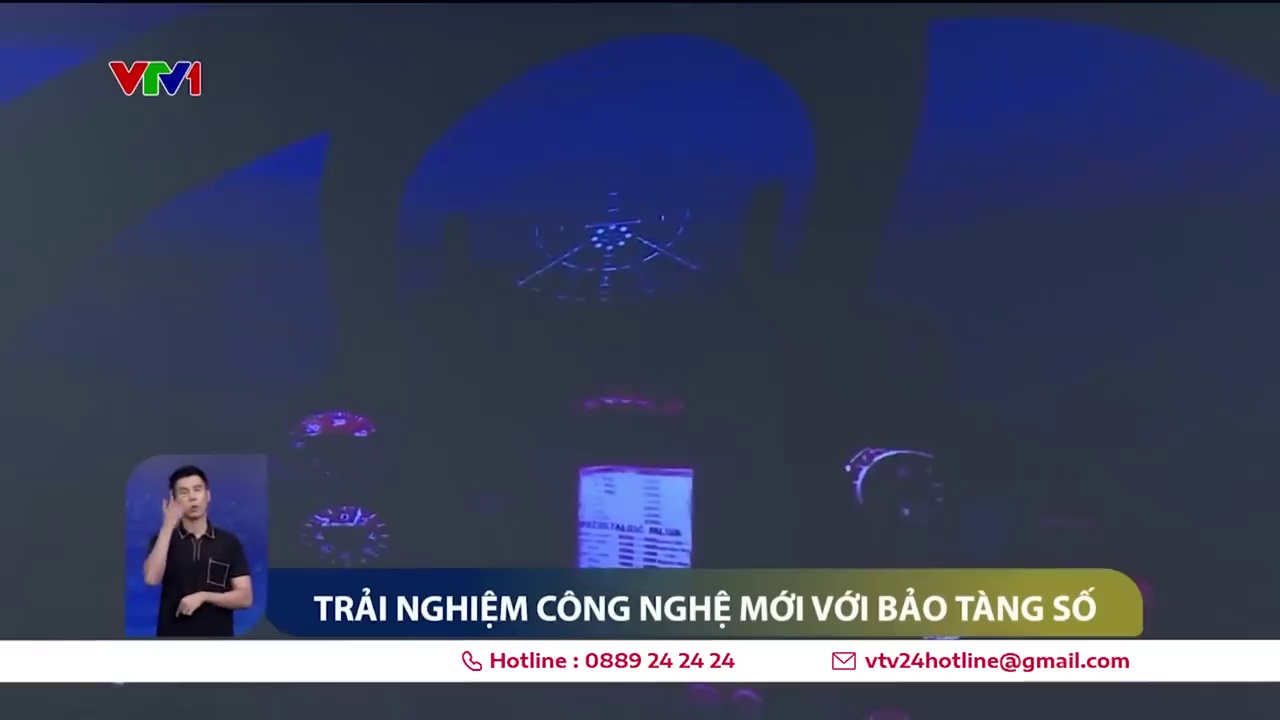 VTV1
TRẢI NGHIỆM CÔNG NGHỆ MỚI VỚI BẢO TÀNG SỐ
Hotline : 0889 24 24 24
vtv24hotline@gmail.com